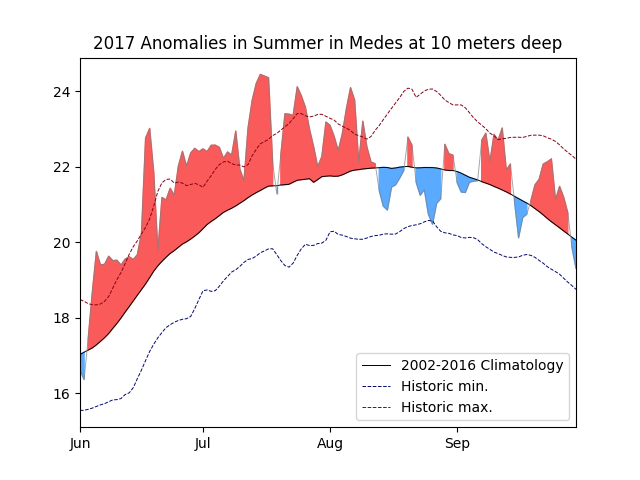 2017 Anomalies in Summer in Medes at 10 meters deep
24
22
20
18
16
2002-2016 Climatology
Historic min.
Historic max.
Jun Jul Aug Sep